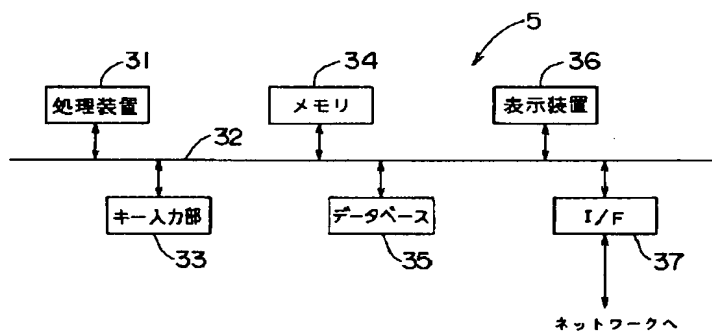 5
31
34
36
処理装置
メモリ
表示装置
32
キー入力部
データベース
I/F
33
35
37
ネットワークへ